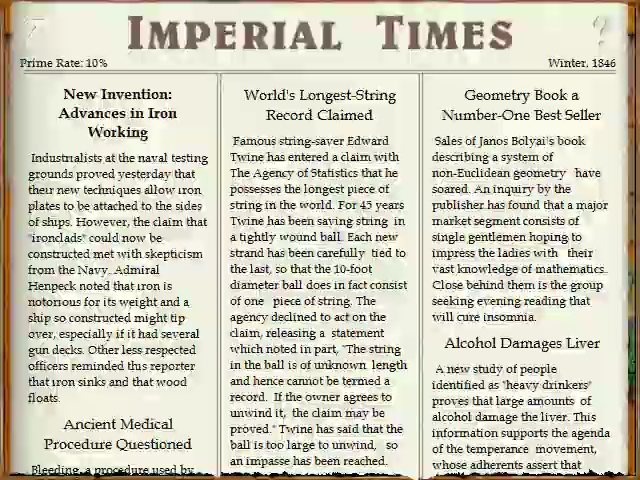 IMPERIAL TIMES
Prime Rate: 10%
Winter, 1846
New Invention:
Advances in Iron
Working
Industrialists at the naval testing
grounds proved yesterday that
their new techniques allow iron
plates to be attached to the sides
of ships. However, the claim that
"ironclads" could now be
constructed met with skepticism
from the Navy. Admiral
Henpeck noted that iron is
notorious for its weight and a
ship so constructed might tip
over, especially if it had several
gun decks. Other less respected
officers reminded this reporter
that iron sinks and that wood
floats.
Ancient Medical
Procedure Questioned
Bleeding, a procedure used by
World's Longest-String
Record Claimed
Famous string-saver Edward
Twine has entered a claim with
The Agency of Statistics that he
possesses the longest piece of
string in the world. For 45 years
Twine has been saving string in
a tightly wound ball. Each new
strand has been carefully tied to
the last, so that the 10-foot
diameter ball does in fact consist
of one piece of string. The
agency declined to act on the
claim, releasing a statement
which noted in part, "The string
in the ball is of unknown length
and hence cannot be termed a
record. If the owner agrees to
unwind it, the claim may be
proved." Twine has said that the
ball is too large to unwind, so
an impasse has been reached.
Geometry Book a
Number-One Best Seller
Sales of Janos Bolyai's book
describing a system of
non-Euclidean geometry have
soared. An inquiry by the
publisher has found that a major
market segment consists of
single gentlemen hoping to
impress the ladies with their
vast knowledge of mathematics.
Close behind them is the group
seeking evening reading that
will cure insomnia.
Alcohol Damages Liver
A new study of people
identified as "heavy drinkers"
proves that large amounts of
alcohol damage the liver. This
information supports the agenda
of the temperance movement,
whose adherents assert that